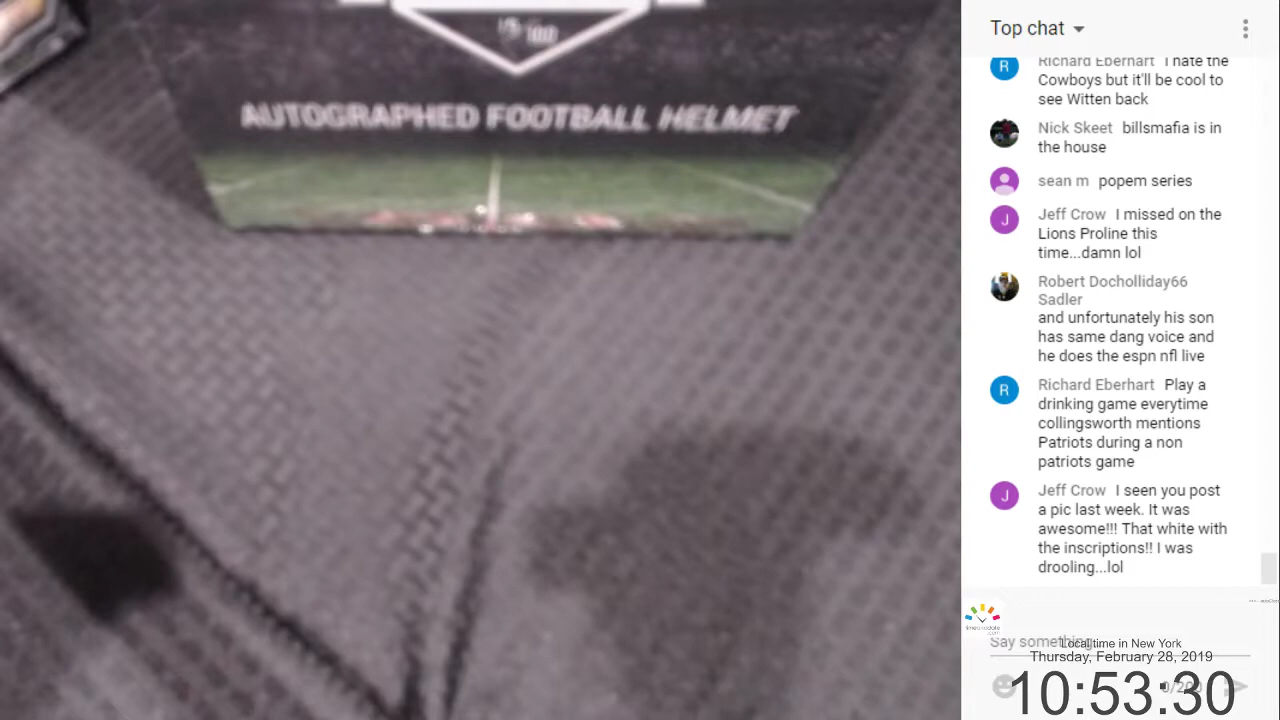 AUTOGRAPHED FOOTBALL HELMET
Top chat
Richard Eberhart I hate the
Cowboys but it'll be cool to
see Witten back
Nick Skeet billsmafia is in
the house
sean m popem series
Jeff Crow I missed on the
Lions Proline this
time...damn lol
Robert Docholliday66
Sadler
and unfortunately his son
has same dang voice and
he does the espn nfl live
Richard Eberhart Play a
drinking game everytime
collingsworth mentions
Patriots during a non
patriots game
Jeff Crow I seen you post
a pic last week. It was
awesome!!! That white with
the inscriptions!! I was
drooling...lol
Say something...
Local time in New York
Thursday, February 28, 2019
10:53.30